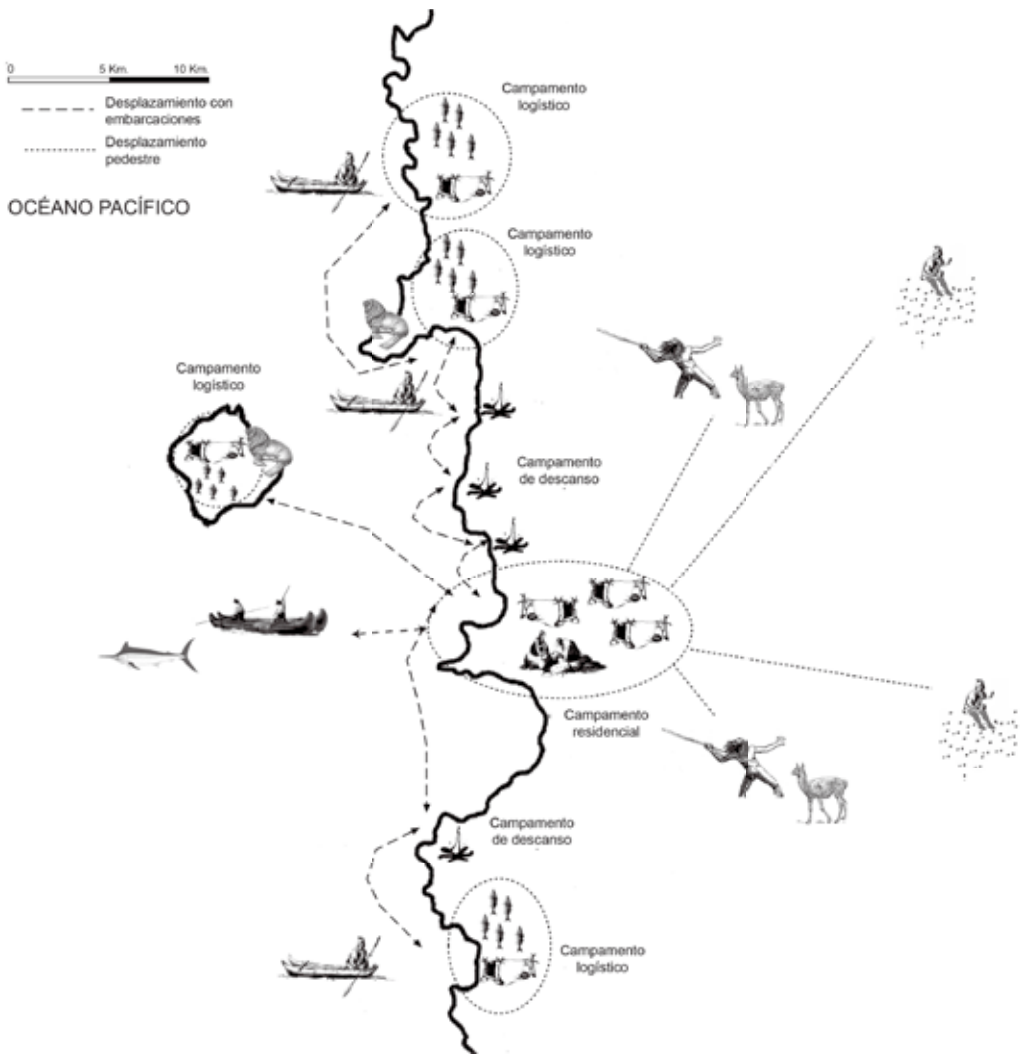 0 5 Km. 10 Km.
Desplazamiento con
embarcaciones
Desplazamiento
pedestre
OCÉANO PACÍFICO
Campamento
logístico
Campamento
logístico
Campamento
logístico
Campamento
de descanso
Campamento
residencial
Campamento
de descanso
Campamento
logístico